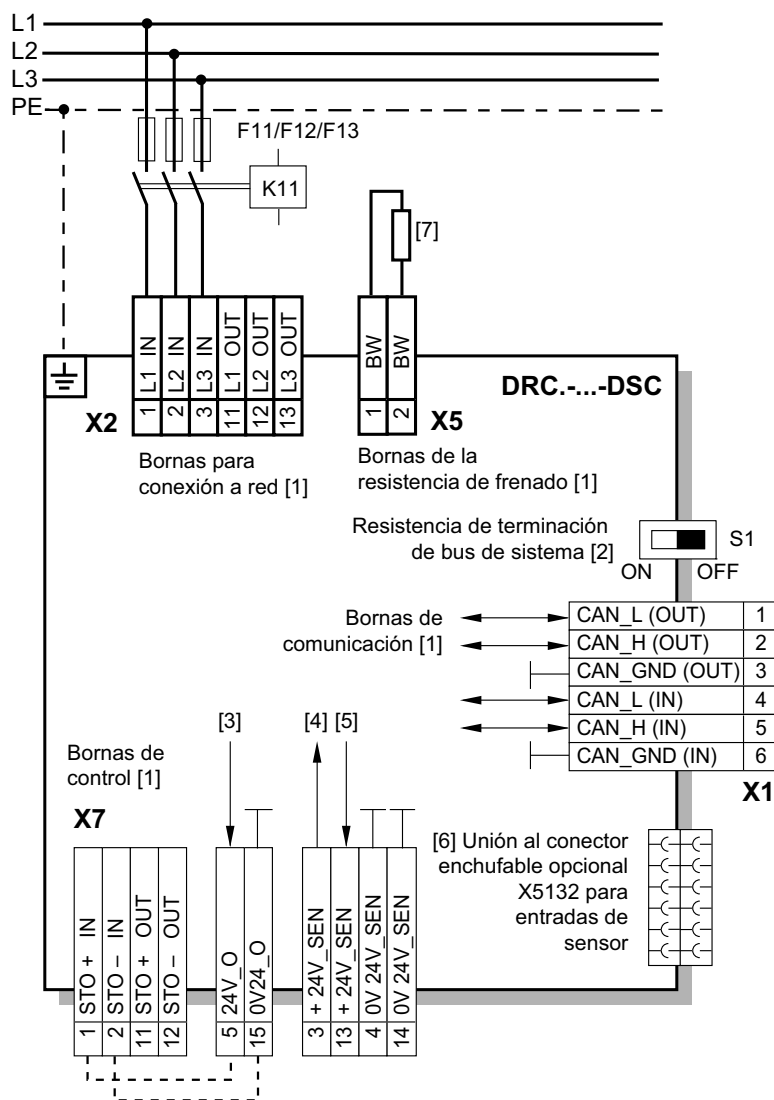 L1
L2
L3
PE
F11/F12/F13
K11
[7]
1 L1 IN
2 L2 IN
3 L3 IN
11 L1 OUT
12 L2 OUT
13 L3 OUT
X2
Bornas para
conexión a red [1]
1 BW
2 BW
X5
DRC.-...-DSC
Bornas de la
resistencia de frenado [1]
Resistencia de terminación
de bus de sistema [2]
S1
ON OFF
Bornas de
comunicación [1]
CAN_L (OUT) 1
CAN_H (OUT) 2
CAN_GND (OUT) 3
CAN_L (IN) 4
CAN_H (IN) 5
CAN_GND (IN) 6
X1
[3]
[4] [5]
Bornas de
control [1]
X7
[6] Unión al conector
enchufable opcional
X5132 para
entradas de
sensor
1 STO + IN
2 STO – IN
11 STO + OUT
12 STO – OUT
5 24V_O
15 0V24_O
3 + 24V_SEN
13 + 24V_SEN
4 0V 24V_SEN
14 0V 24V_SEN